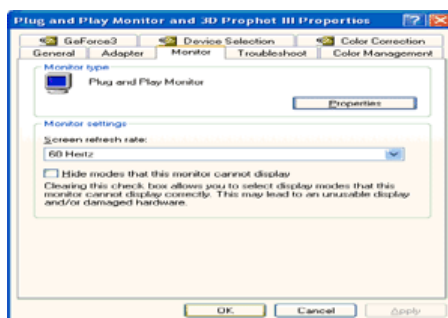 Plug and Play Monitor and 3D Prophet III Properties
GeForce3 Device Selection Color Correction
General Adapter Monitor Troubleshoot Color Management
Monitor type
Plug and Play Monitor
Properties
Monitor settings
Screen refresh rate:
60 Hertz
Hide modes that this monitor cannot display
Clearing this check box allows you to select display modes that this
monitor cannot display correctly. This may lead to an unusable display
and/or damaged hardware.
OK Cancel Apply